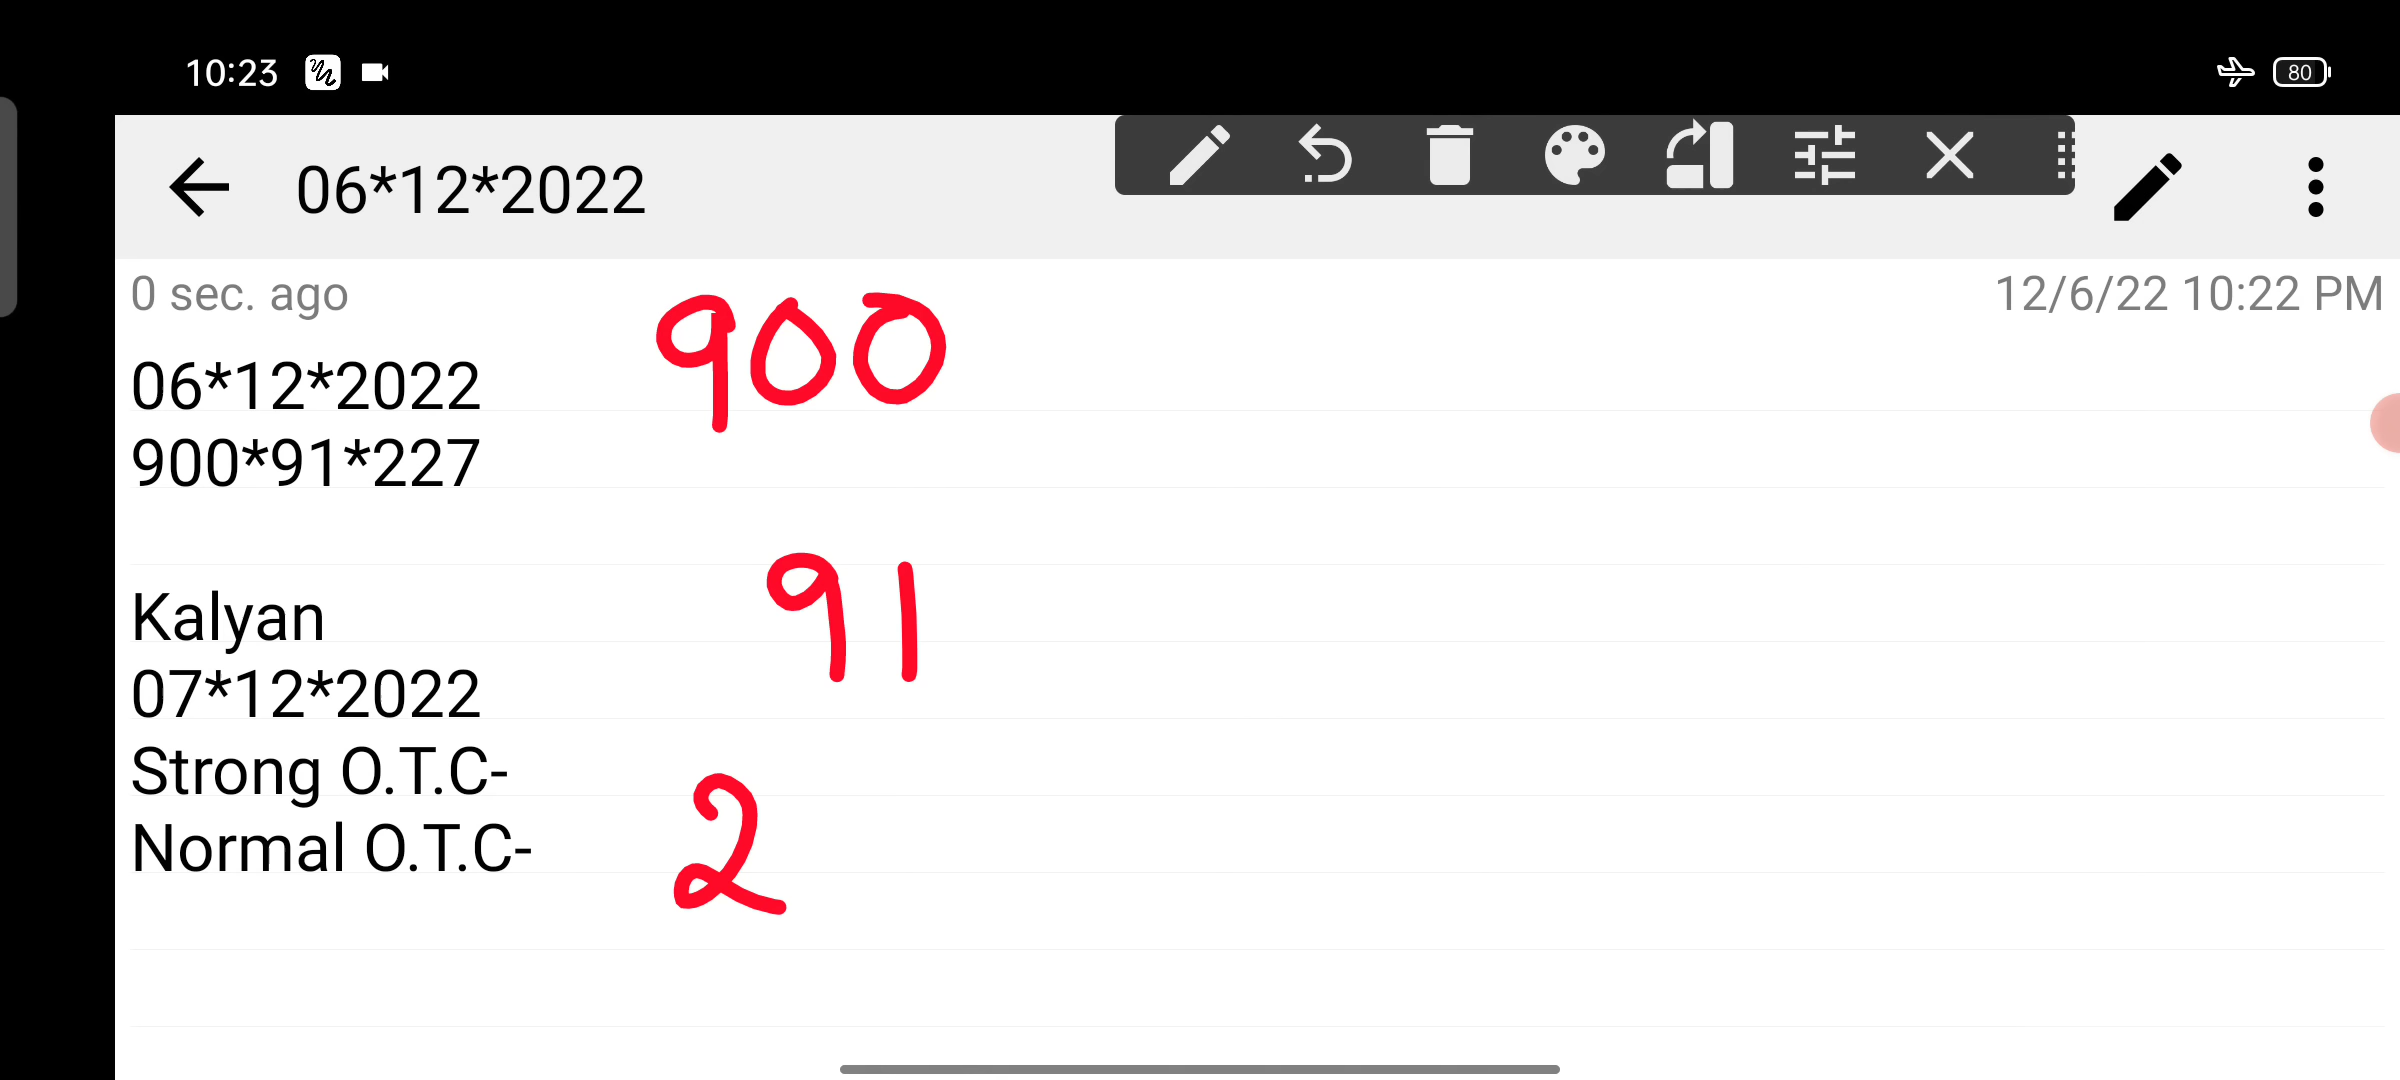 10:23
80
06*12*2022
0 sec. ago
12/6/22 10:22 PM
900
06*12*2022
900*91*227
91
Kalyan
07*12*2022
Strong O.T.C-
Normal O.T.C-
2